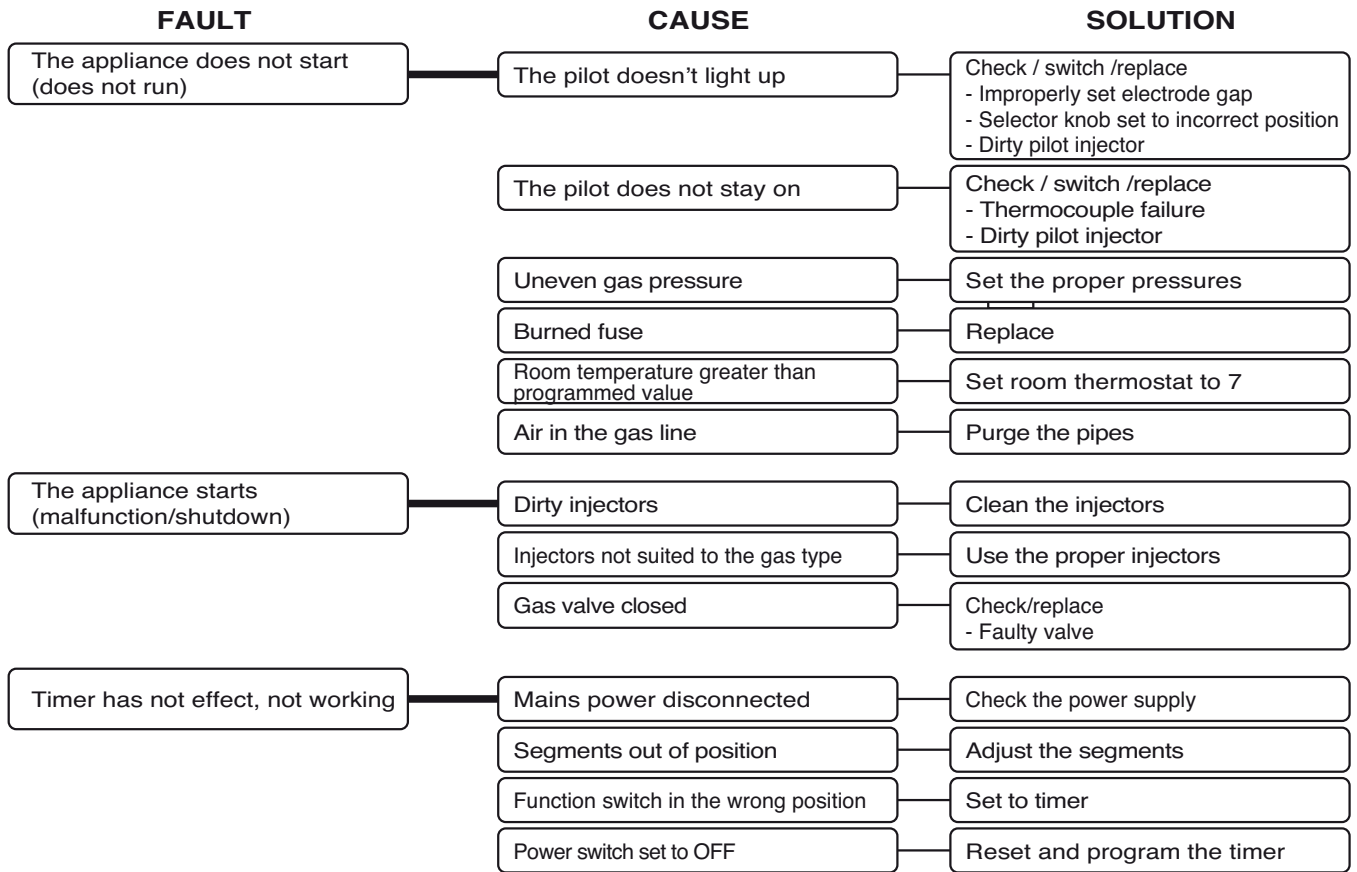 FAULT CAUSE SOLUTION
The appliance does not start
(does not run)
The pilot doesn't light up
Check / switch /replace
- Improperly set electrode gap
- Selector knob set to incorrect position
- Dirty pilot injector
The pilot does not stay on
Check / switch /replace
- Thermocouple failure
- Dirty pilot injector
Uneven gas pressure
Set the proper pressures
Burned fuse
Replace
Room temperature greater than
programmed value
Set room thermostat to 7
Air in the gas line
Purge the pipes
The appliance starts
(malfunction/shutdown)
Dirty injectors
Clean the injectors
Injectors not suited to the gas type
Use the proper injectors
Gas valve closed
Check/replace
- Faulty valve
Timer has not effect, not working
Mains power disconnected
Check the power supply
Segments out of position
Adjust the segments
Function switch in the wrong position
Set to timer
Power switch set to OFF
Reset and program the timer